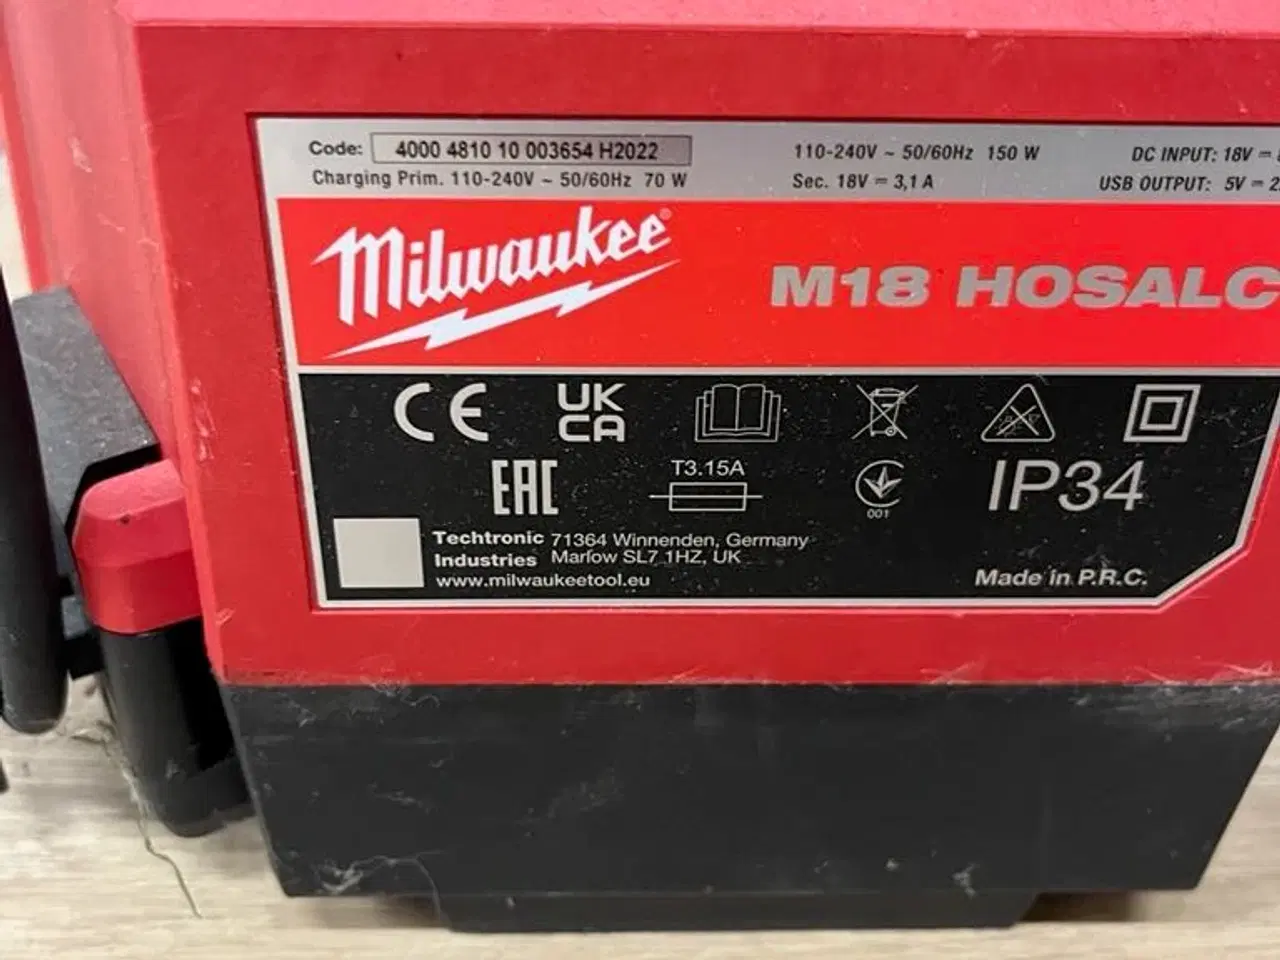 Code: 4000 4810 10 003654 H2022
Charging Prim. 110-240V ~ 50/60Hz 70 W
110-240V ~ 50/60Hz 150 W
Sec. 18V = 3,1 A
DC INPUT: 18V =
USB OUTPUT: 5V =
Milwaukee®
M18 HOSALC
CE
UK
CA
EAC
T3.15A
001
IP34
Techtronic
Industries
71364 Winnenden, Germany
Marlow SL7 1HZ, UK
www.milwaukeetool.eu
Made in P.R.C.